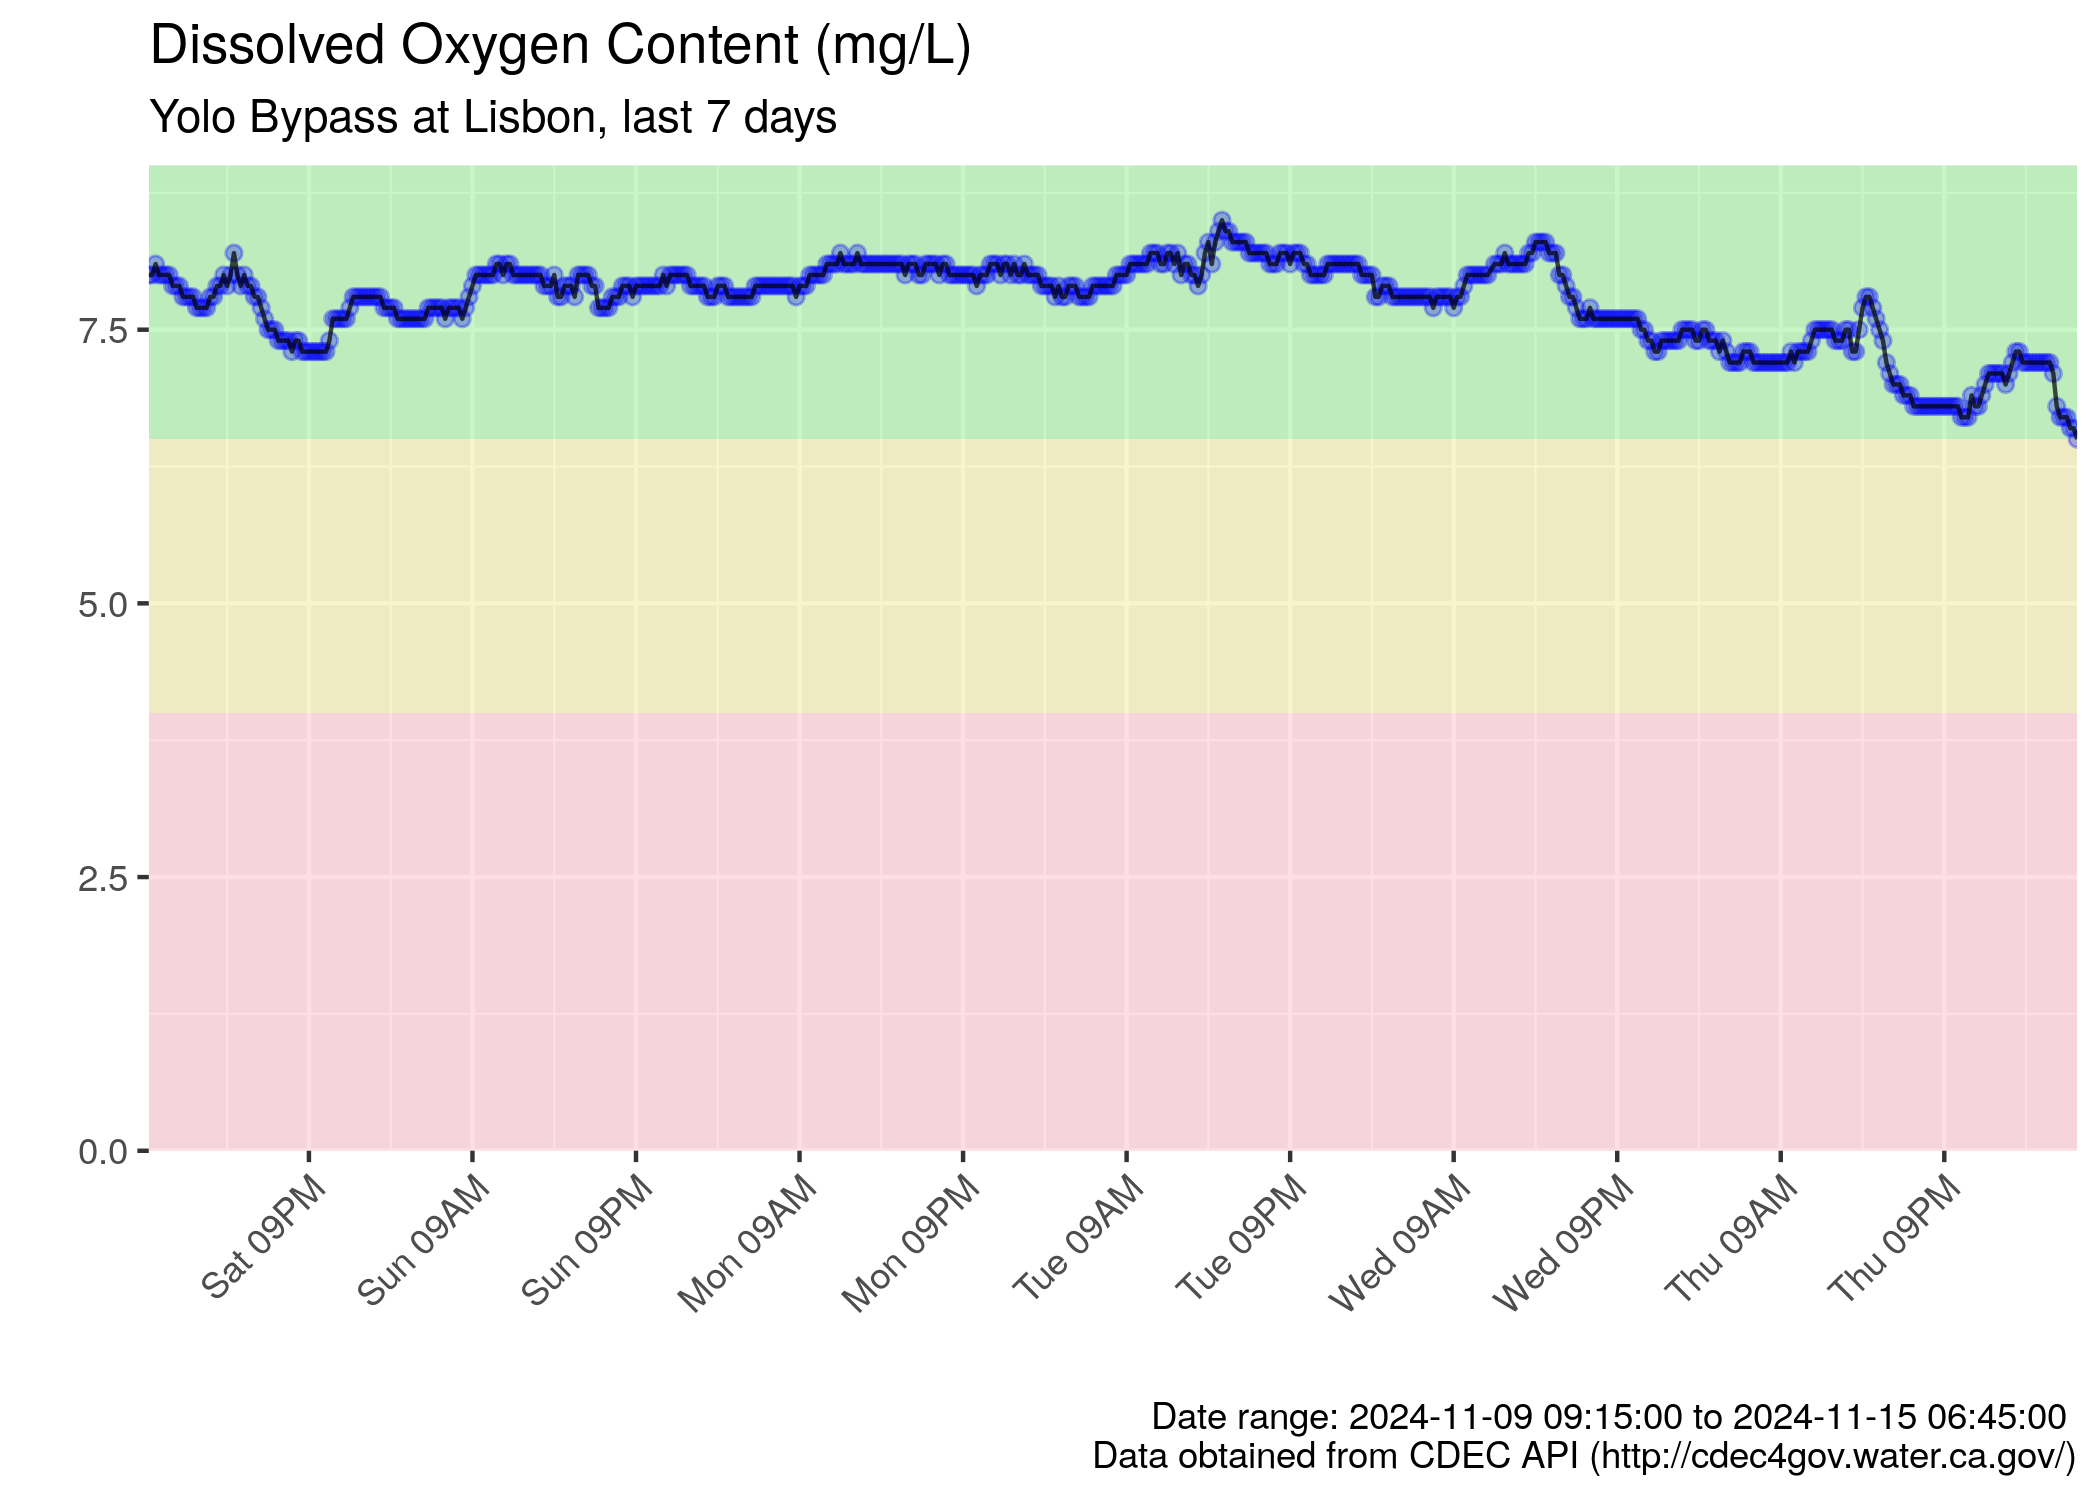 Dissolved Oxygen Content (mg/L)
Yolo Bypass at Lisbon, last 7 days
7.5
5.0
2.5
0.0
Sat 09PM
Sun 09AM
Sun 09PM
Mon 09AM
Mon 09PM
Tue 09AM
Tue 09PM
Wed 09AM
Wed 09PM
Thu 09AM
Thu 09PM
Date range: 2024-11-09 09:15:00 to 2024-11-15 06:45:00
Data obtained from CDEC API (http://cdec4gov.water.ca.gov/)